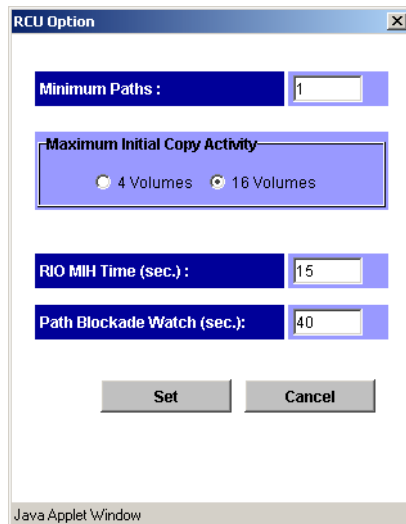 RCU Option
Minimum Paths : 1
Maximum Initial Copy Activity
4 Volumes 16 Volumes
RIO MIH Time (sec.) : 15
Path Blockade Watch (sec.): 40
Set Cancel
Java Applet Window